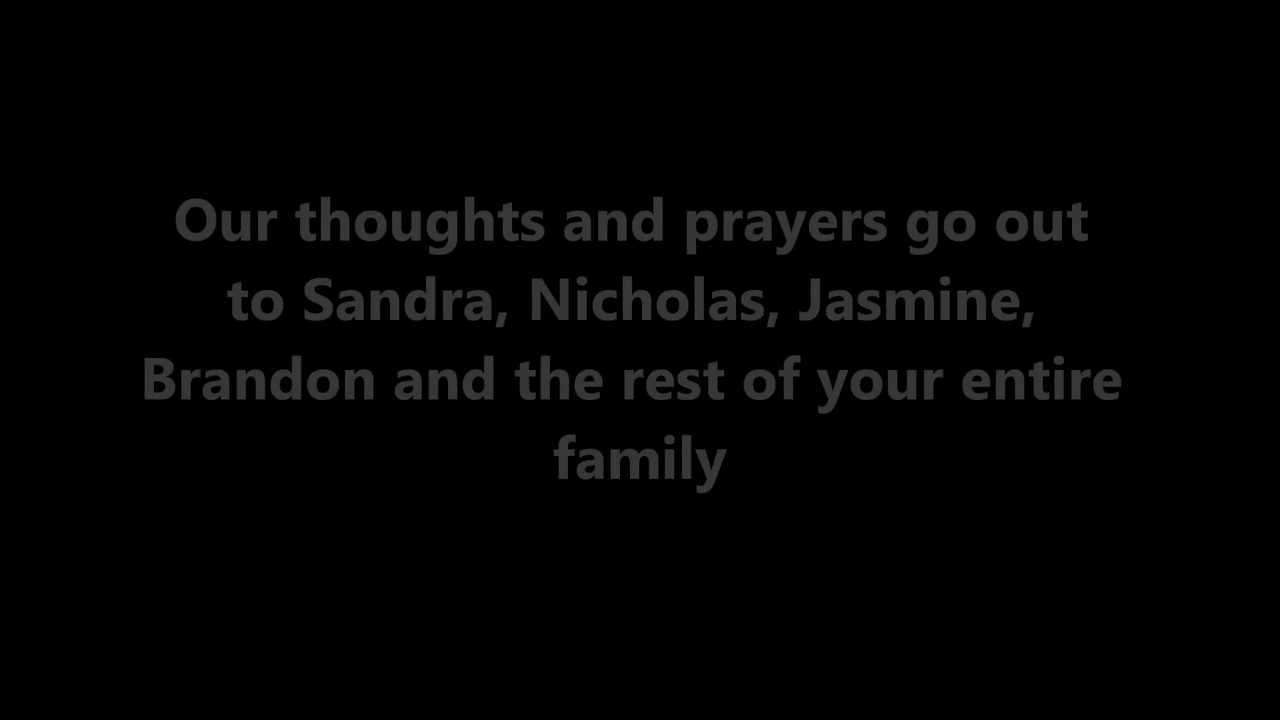 Our thoughts and prayers go out
to Sandra, Nicholas, Jasmine,
Brandon and the rest of your entire
family